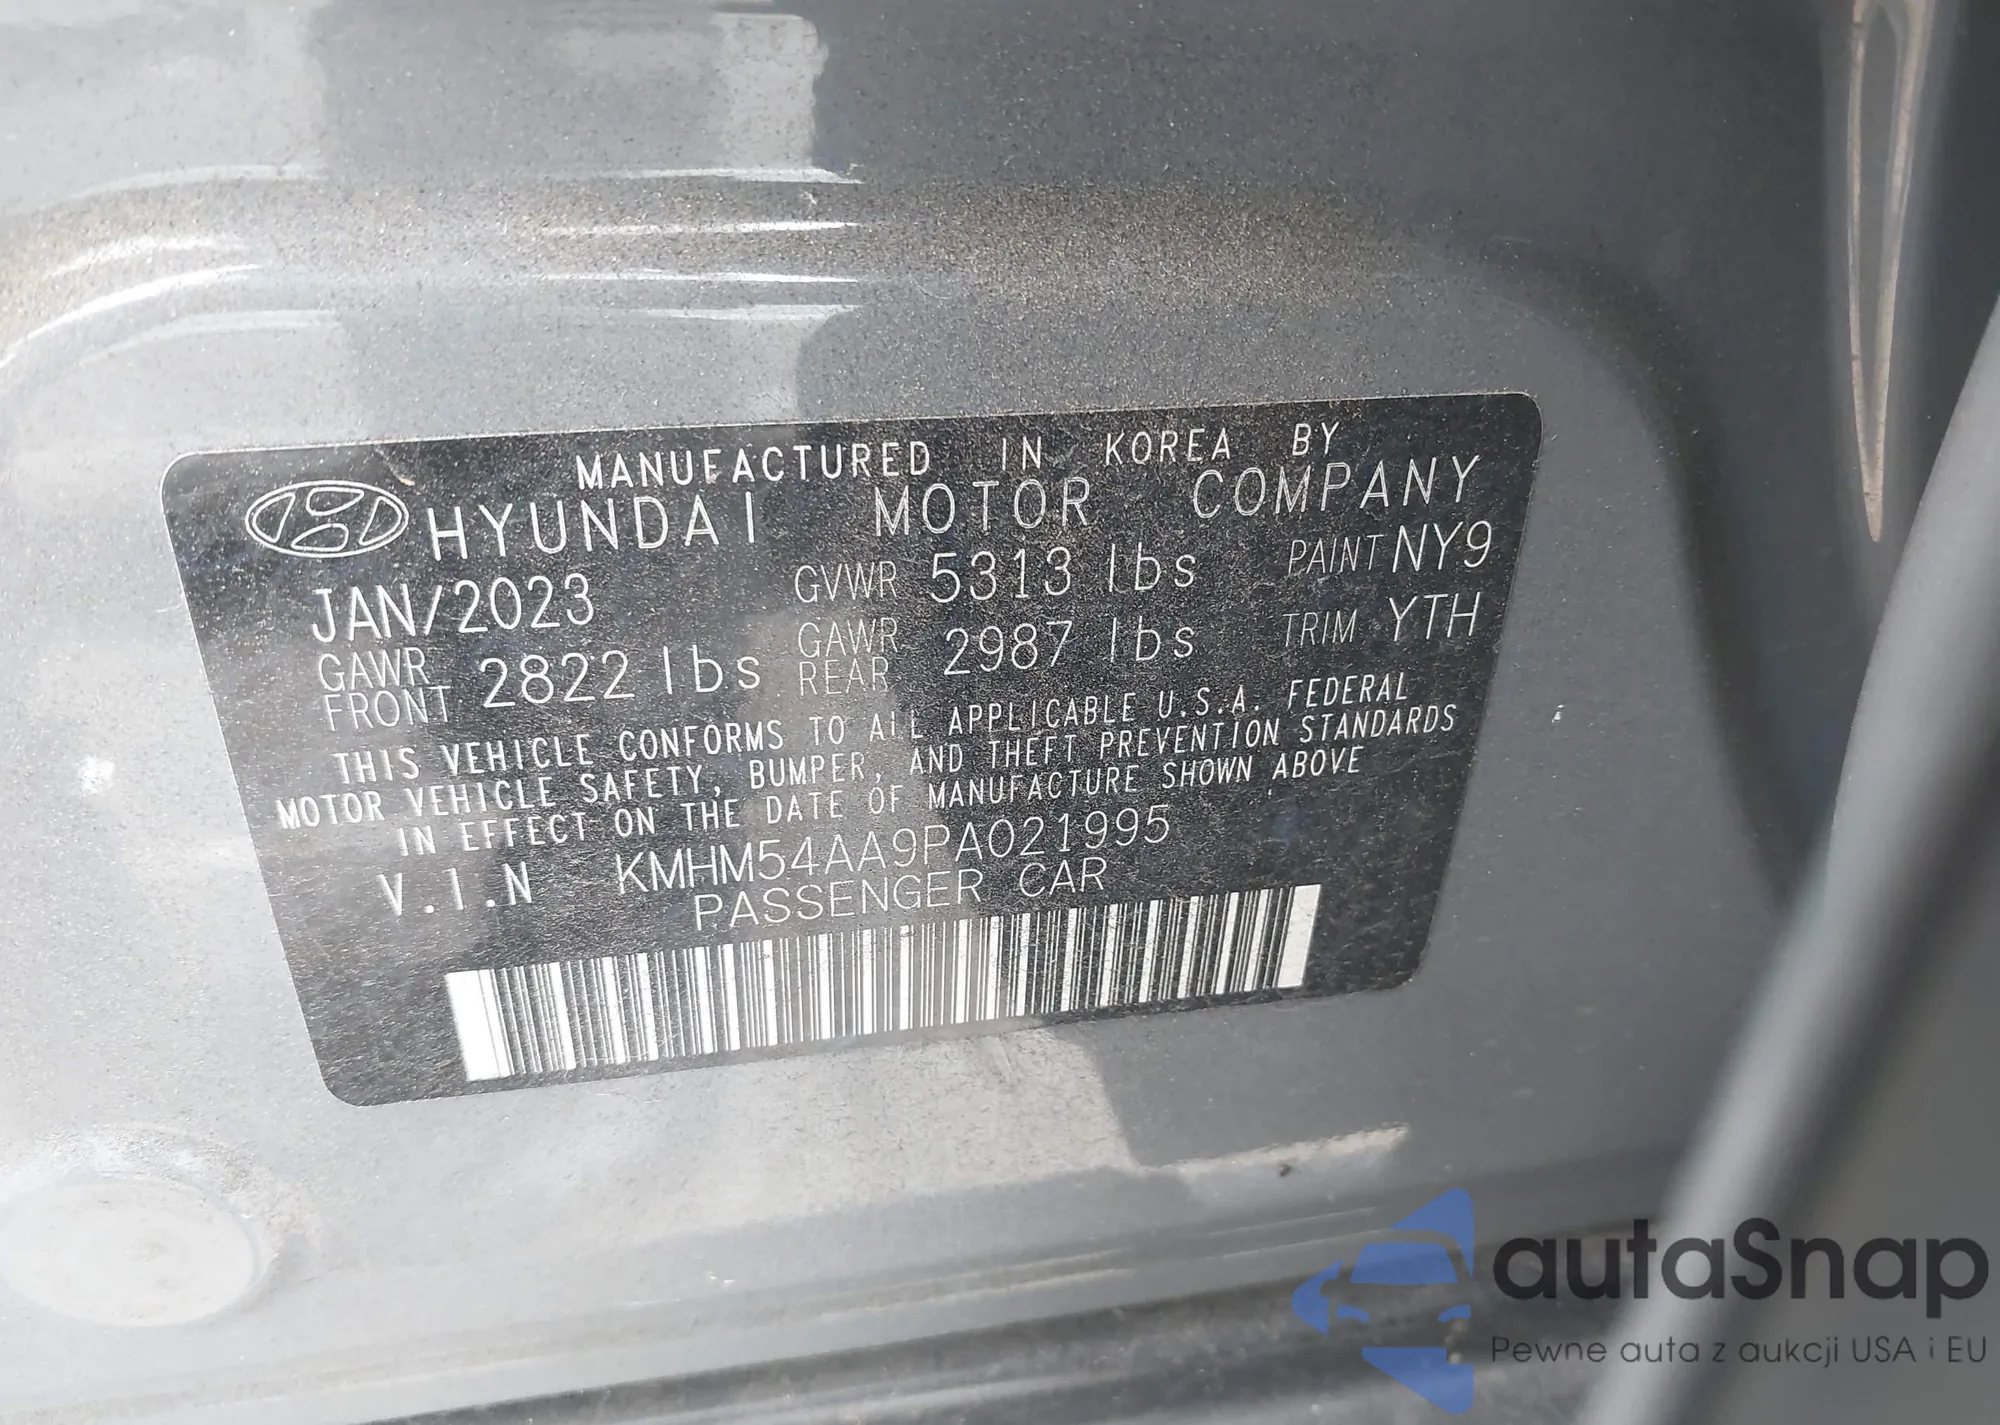 MANUFACTURED IN KOREA BY
HYUNDAI MOTOR COMPANY
JAN/2023 GVWR 5313 lbs PAINT NY9
GAWR FRONT 2822 lbs GAWR REAR 2987 lbs TRIM YTH
THIS VEHICLE CONFORMS TO ALL APPLICABLE U.S.A. FEDERAL
MOTOR VEHICLE SAFETY, BUMPER, AND THEFT PREVENTION STANDARDS
IN EFFECT ON THE DATE OF MANUFACTURE SHOWN ABOVE
V.I.N KMHM54AA9PA021995
PASSENGER CAR
autaSnap
Pewne auta z aukcji USA i EU